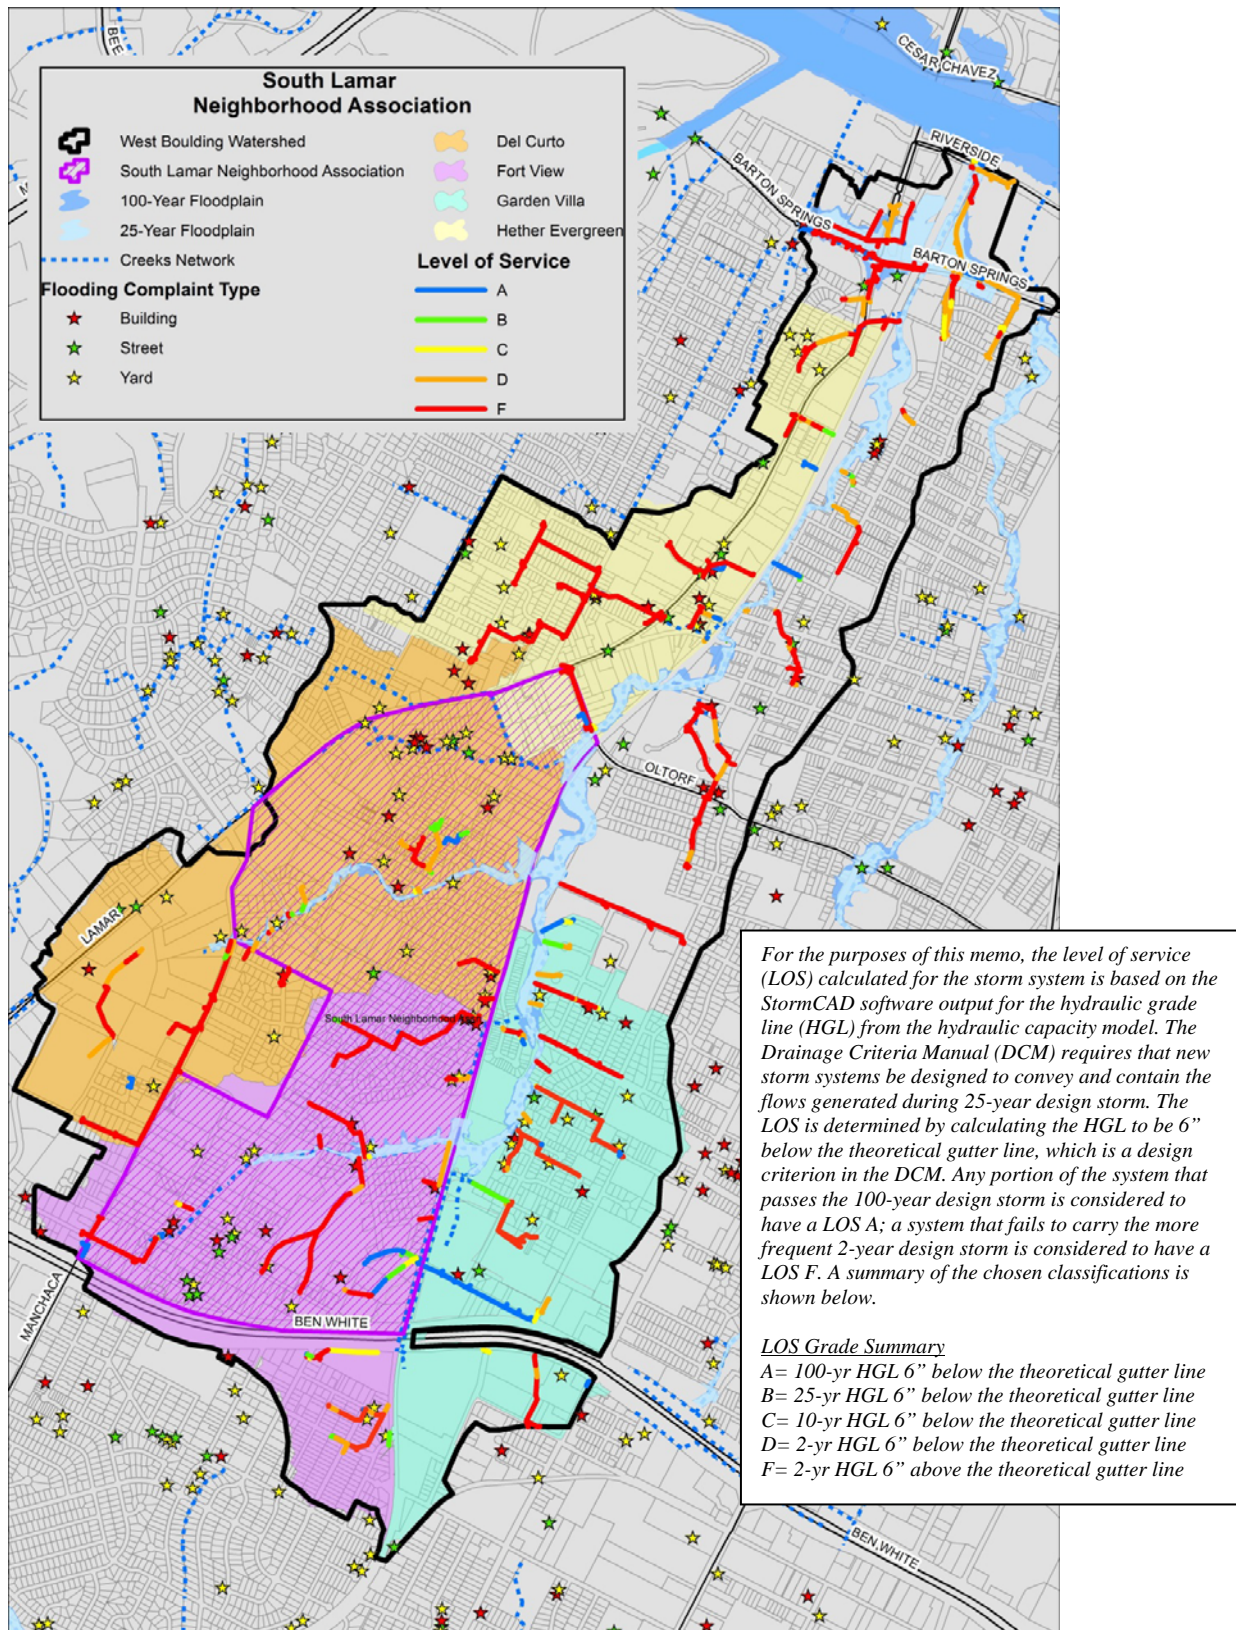 BEE
CESAR CHAVEZ
South Lamar
Neighborhood Association
West Boulding Watershed
South Lamar Neighborhood Association
100-Year Floodplain
25-Year Floodplain
Creeks Network
Flooding Complaint Type
Building
Street
Yard
Del Curto
Fort View
Garden Villa
Hether Evergreen
Level of Service
A
B
C
D
F
RIVERSIDE
BARTON SPRINGS
BARTON SPRINGS
OLTORF
LAMAR
South Lamar Neighborhood
MANCHACA
BEN WHITE
BEN WHITE
For the purposes of this memo, the level of service
(LOS) calculated for the storm system is based on the
StormCAD software output for the hydraulic grade
line (HGL) from the hydraulic capacity model. The
Drainage Criteria Manual (DCM) requires that new
storm systems be designed to convey and contain the
flows generated during 25-year design storm. The
LOS is determined by calculating the HGL to be 6”
below the theoretical gutter line, which is a design
criterion in the DCM. Any portion of the system that
passes the 100-year design storm is considered to
have a LOS A; a system that fails to carry the more
frequent 2-year design storm is considered to have a
LOS F. A summary of the chosen classifications is
shown below.
LOS Grade Summary
A= 100-yr HGL 6” below the theoretical gutter line
B= 25-yr HGL 6” below the theoretical gutter line
C= 10-yr HGL 6” below the theoretical gutter line
D= 2-yr HGL 6” below the theoretical gutter line
F= 2-yr HGL 6” above the theoretical gutter line